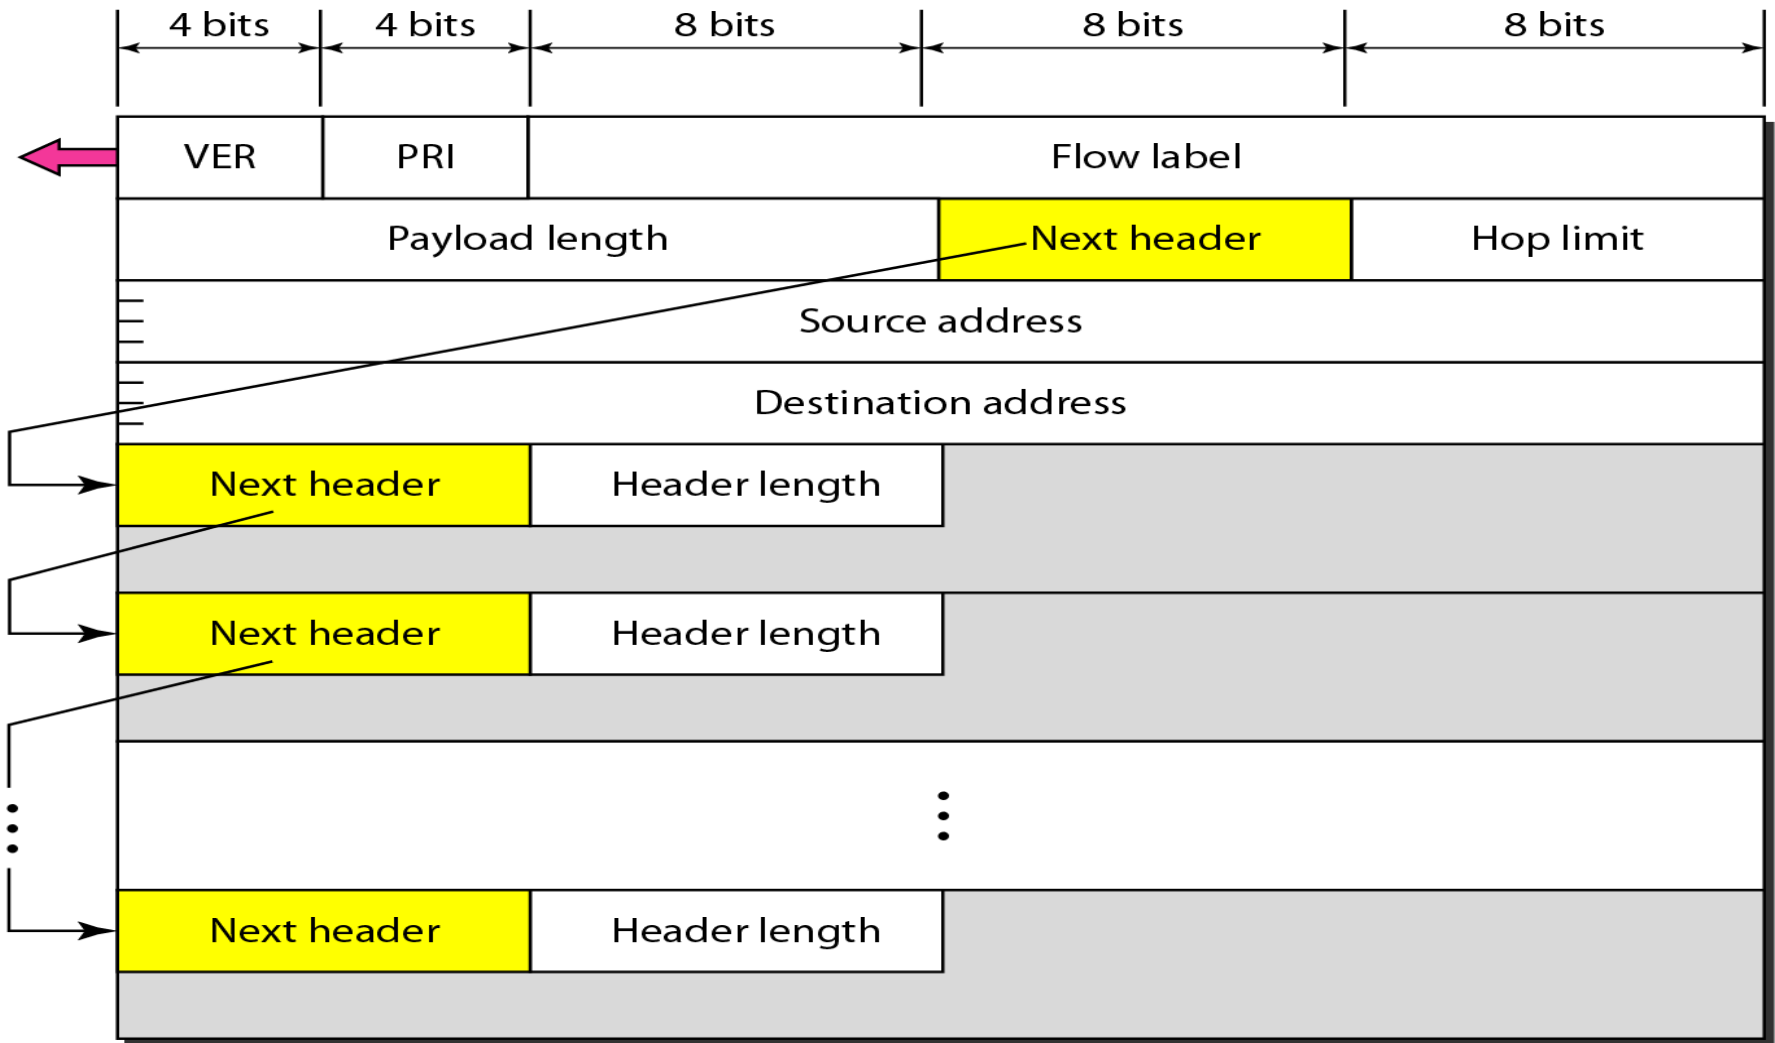 4 bits 4 bits 8 bits 8 bits 8 bits
VER PRI Flow label
Payload length Next header Hop limit
Source address
Destination address
Next header Header length
Next header Header length
Next header Header length